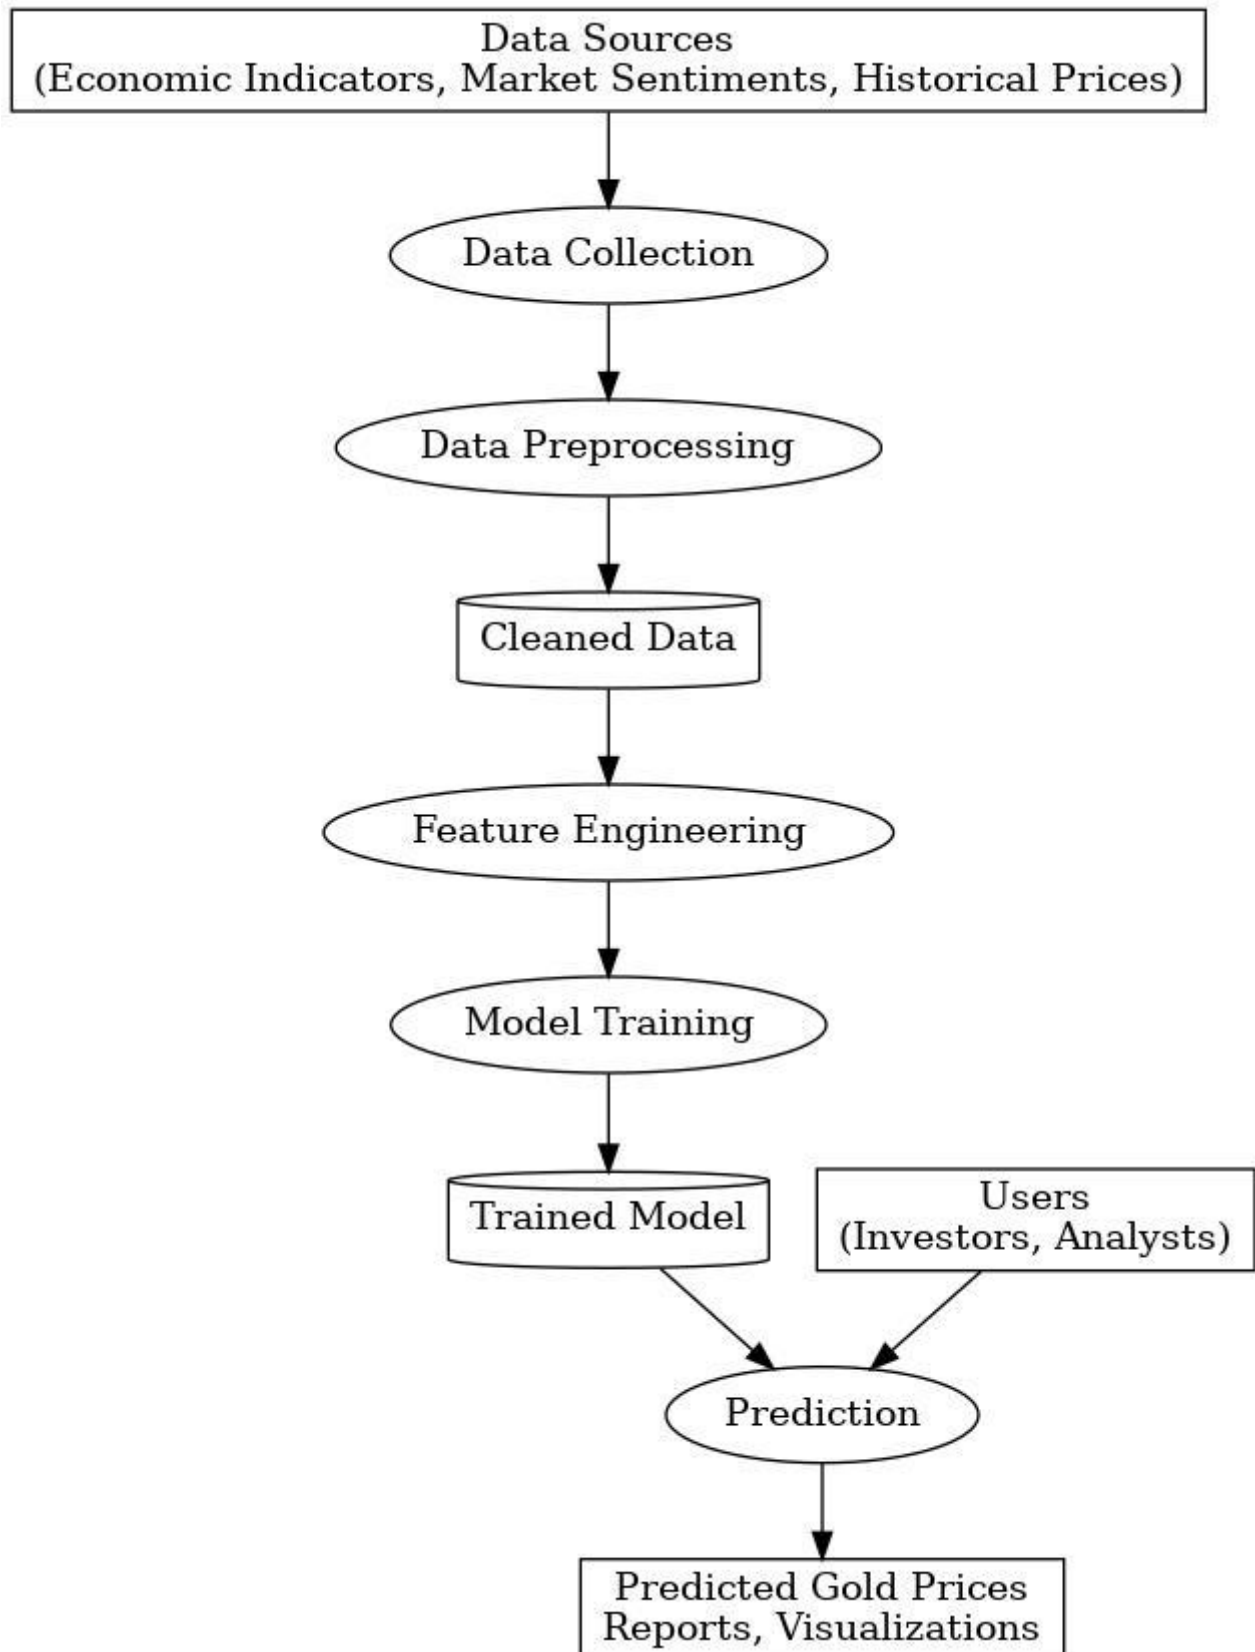 Data Sources
(Economic Indicators, Market Sentiments, Historical Prices)
Data Collection
Data Preprocessing
Cleaned Data
Feature Engineering
Model Training
Trained Model
Users
(Investors, Analysts)
Prediction
Predicted Gold Prices
Reports, Visualizations